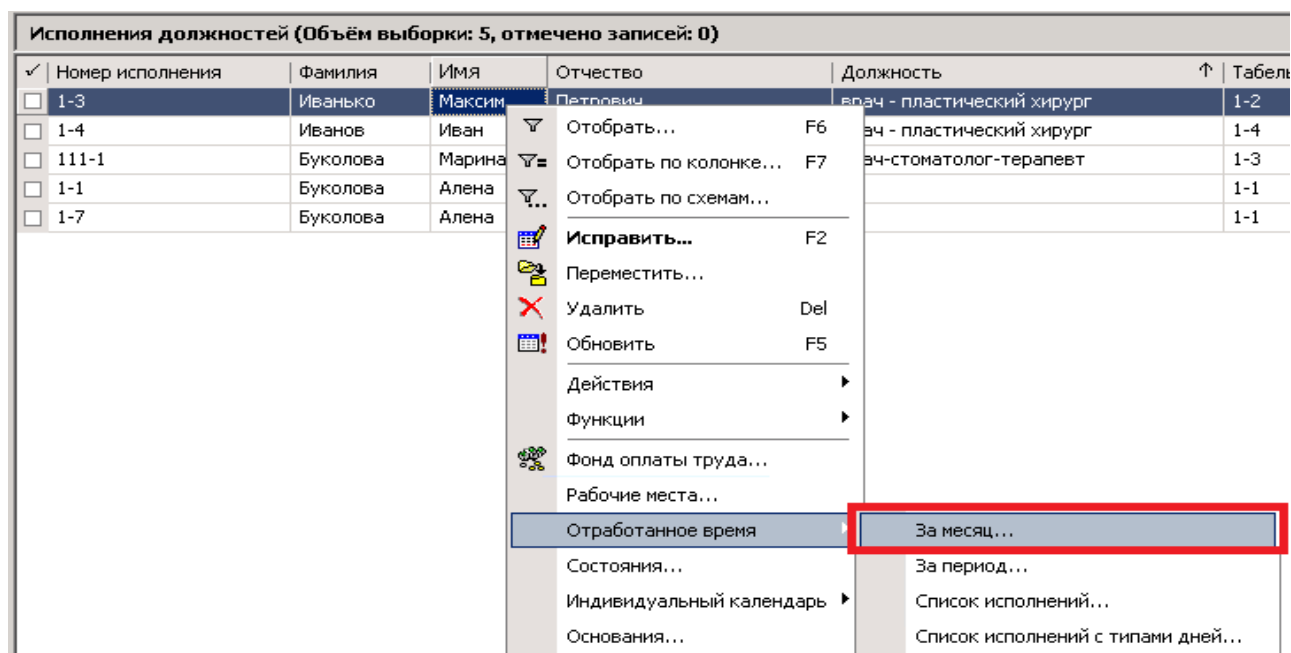 Исполнения должностей (Объём выборки: 5, отмечено записей: 0)
✓ Номер исполнения Фамилия Имя Отчество Должность ↑ Табель
1-3 Иванько Максим Петрович врач - пластический хирург 1-2
1-4 Иванов Иван ач - пластический хирург 1-4
111-1 Буколова Марина ач-стоматолог-терапевт 1-3
1-1 Буколова Алена 1-1
1-7 Буколова Алена 1-1
Отобрать... F6
Отобрать по колонке... F7
Отобрать по схемам...
Исправить... F2
Переместить...
Удалить Del
Обновить F5
Действия
Функции
Фонд оплаты труда...
Рабочие места...
Отработанное время За месяц...
Состояния... За период...
Индивидуальный календарь Список исполнений...
Основания... Список исполнений с типами дней...